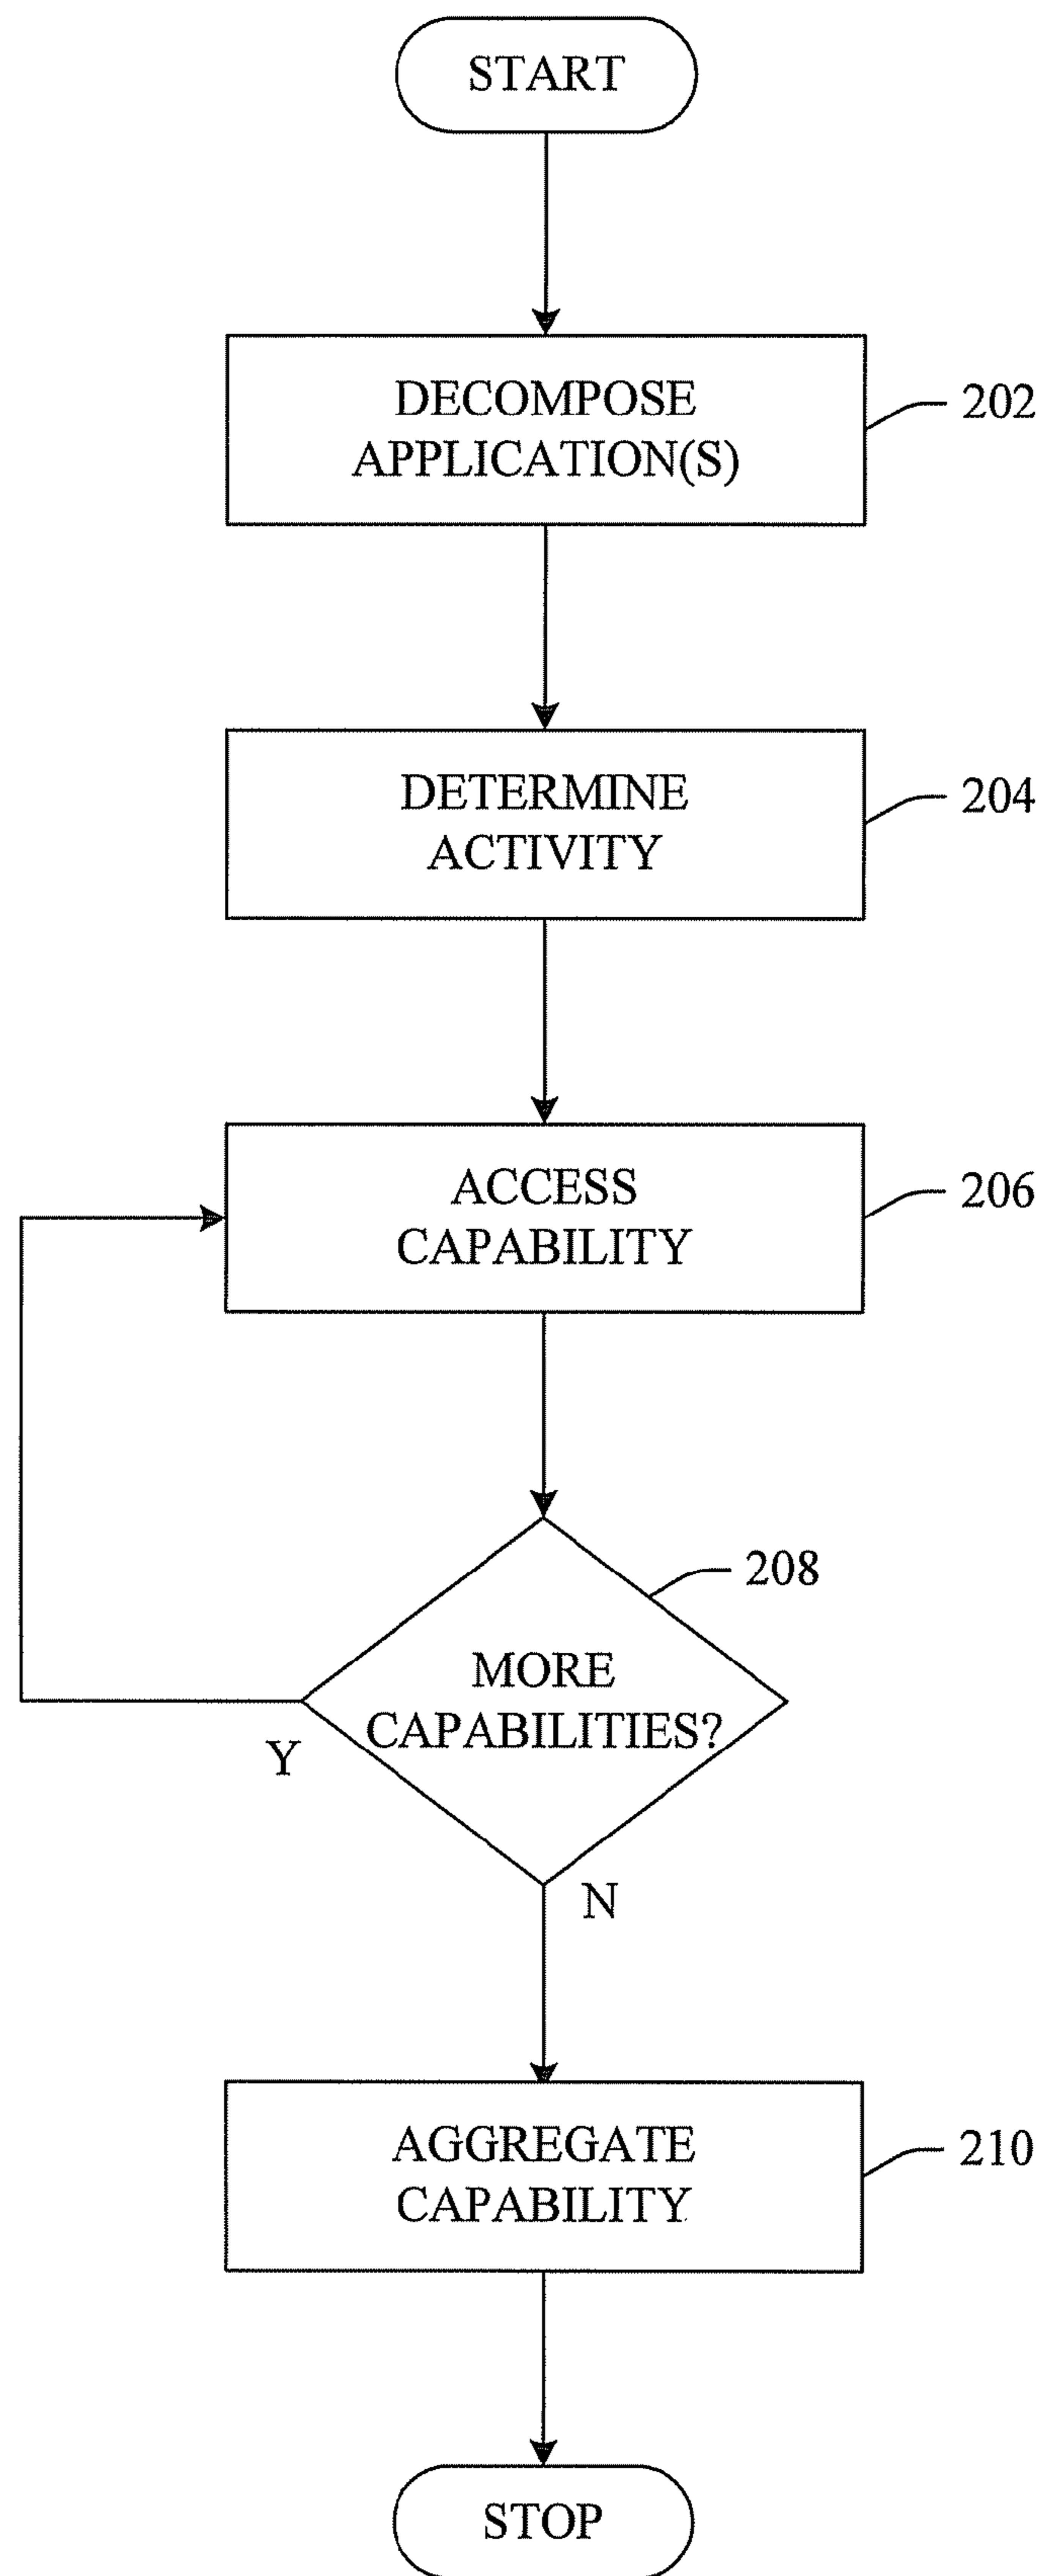 START
DECOMPOSE
APPLICATION(S)
202
DETERMINE
ACTIVITY
204
ACCESS
CAPABILITY
206
208
MORE
CAPABILITIES?
Y
N
AGGREGATE
CAPABILITY
210
STOP